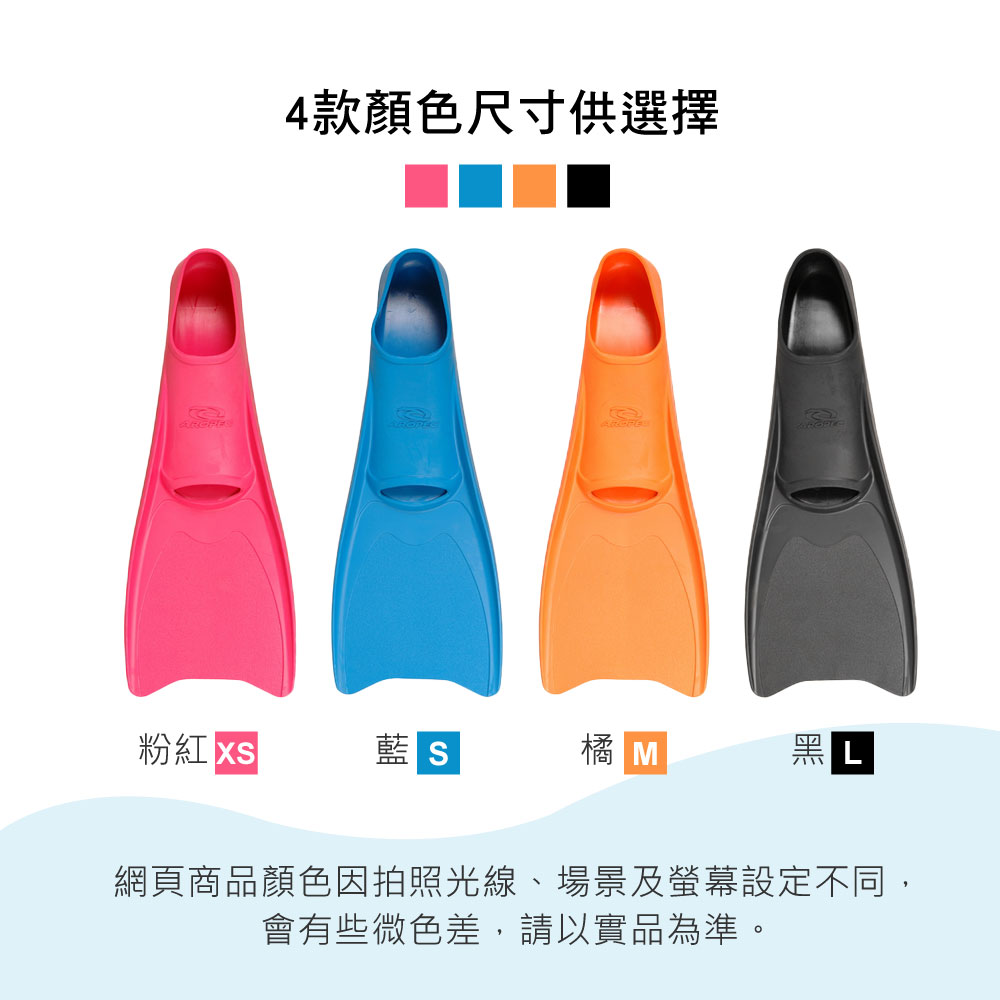 4款顏色尺寸供選擇
粉紅 XS
藍 S
橘 M
黑 L
網頁商品顏色因拍照光線、場景及螢幕設定不同，
會有些微色差，請以實品為準。